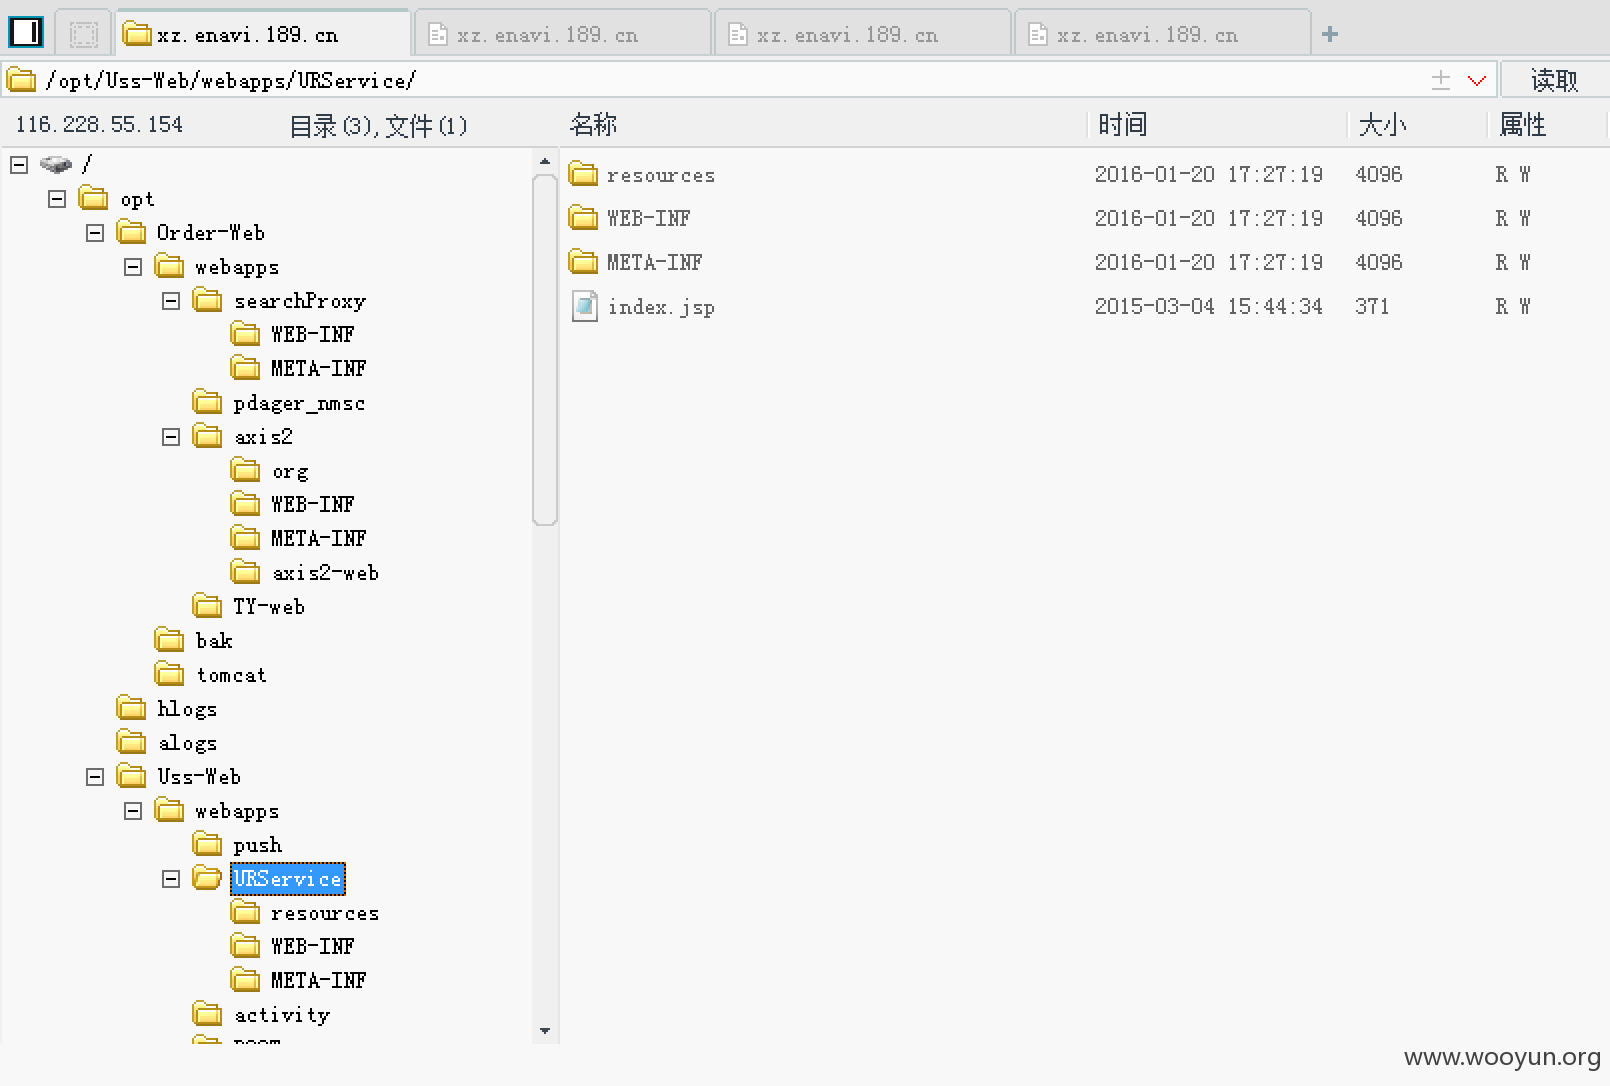 xz.enavi.189.cn xz.enavi.189.cn xz.enavi.189.cn xz.enavi.189.cn +
/opt/Uss-Web/webapps/URService/ 读取
116.228.55.154 目录(3),文件(1) 名称 时间 大小 属性
/
opt
Order-Web
webapps
searchProxy
WEB-INF
META-INF
pdager_nmsc
axis2
org
WEB-INF
META-INF
axis2-web
TY-web
bak
tomcat
hlogs
alogs
Uss-Web
webapps
push
URService
resources
WEB-INF
META-INF
activity
resources 2016-01-20 17:27:19 4096 R W
WEB-INF 2016-01-20 17:27:19 4096 R W
META-INF 2016-01-20 17:27:19 4096 R W
index.jsp 2015-03-04 15:44:34 371 R W
www.wooyun.org